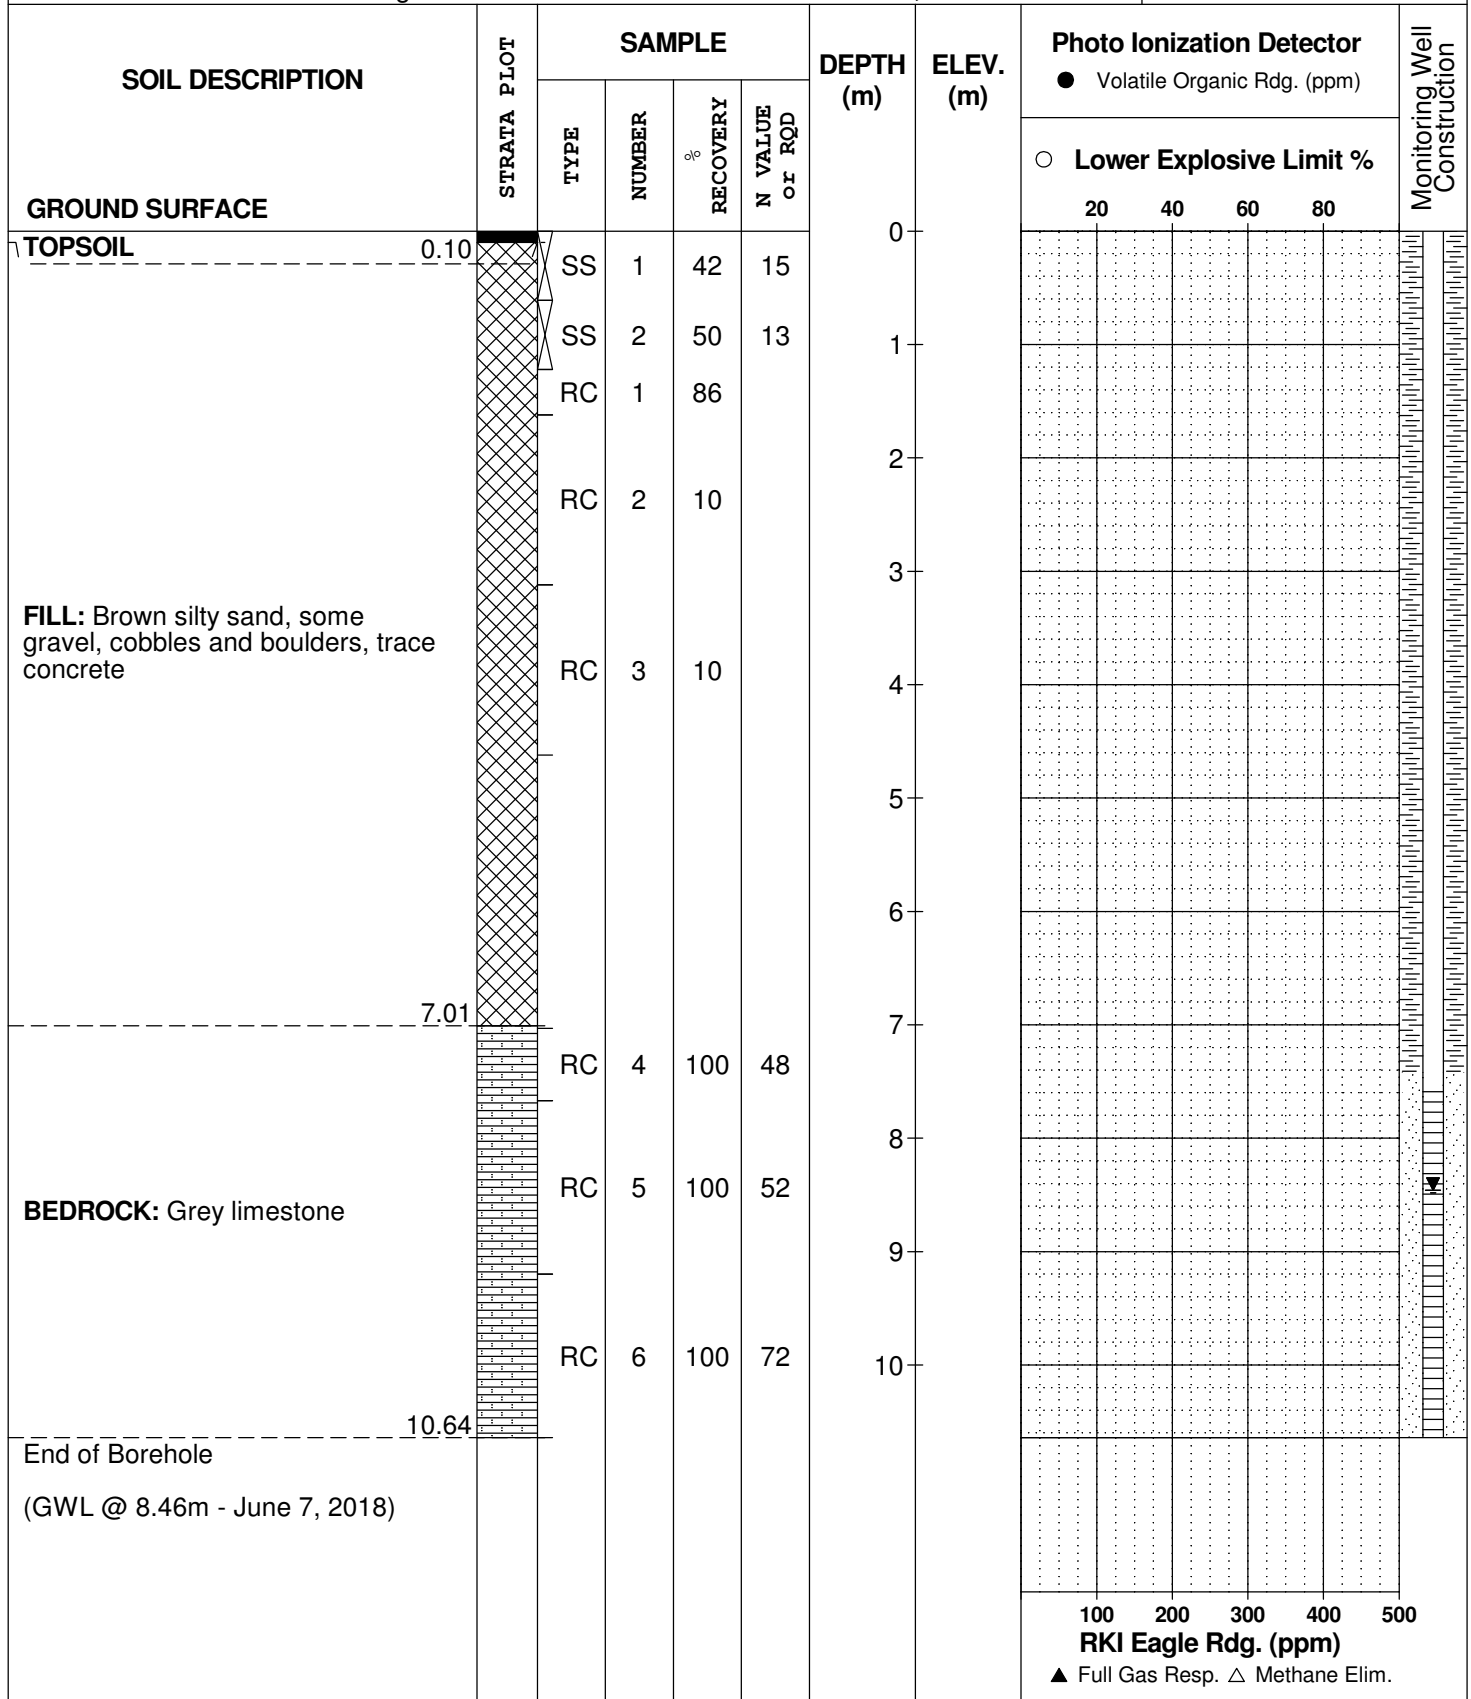 SOIL DESCRIPTION
GROUND SURFACE
STRATA PLOT
SAMPLE
TYPE
NUMBER
%
RECOVERY
N VALUE
or RQD
DEPTH
(m)
ELEV.
(m)
Photo Ionization Detector
● Volatile Organic Rdg. (ppm)
○ Lower Explosive Limit %
20 40 60 80
Monitoring Well
Construction
0
TOPSOIL 0.10
SS 1 42 15
SS 2 50 13
1
RC 1 86
2
RC 2 10
3
FILL: Brown silty sand, some
gravel, cobbles and boulders, trace
concrete
RC 3 10
4
5
6
7.01
7
RC 4 100 48
8
RC 5 100 52
BEDROCK: Grey limestone
9
RC 6 100 72
10
10.64
End of Borehole
(GWL @ 8.46m - June 7, 2018)
100 200 300 400 500
RKI Eagle Rdg. (ppm)
▲ Full Gas Resp. △ Methane Elim.